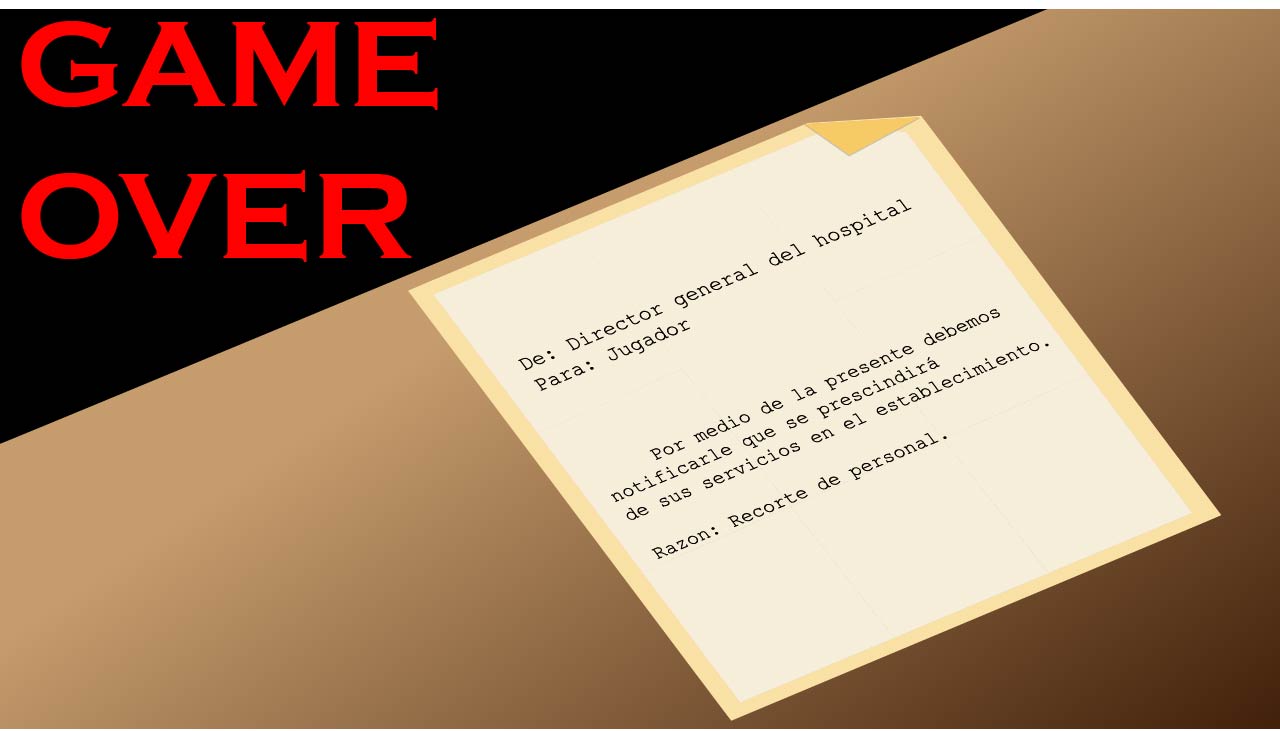 GAME
OVER
De: Director general del hospital
Para: Jugador
Por medio de la presente debemos
notificarle que se prescindirá
de sus servicios en el establecimiento.
Razon: Recorte de personal.